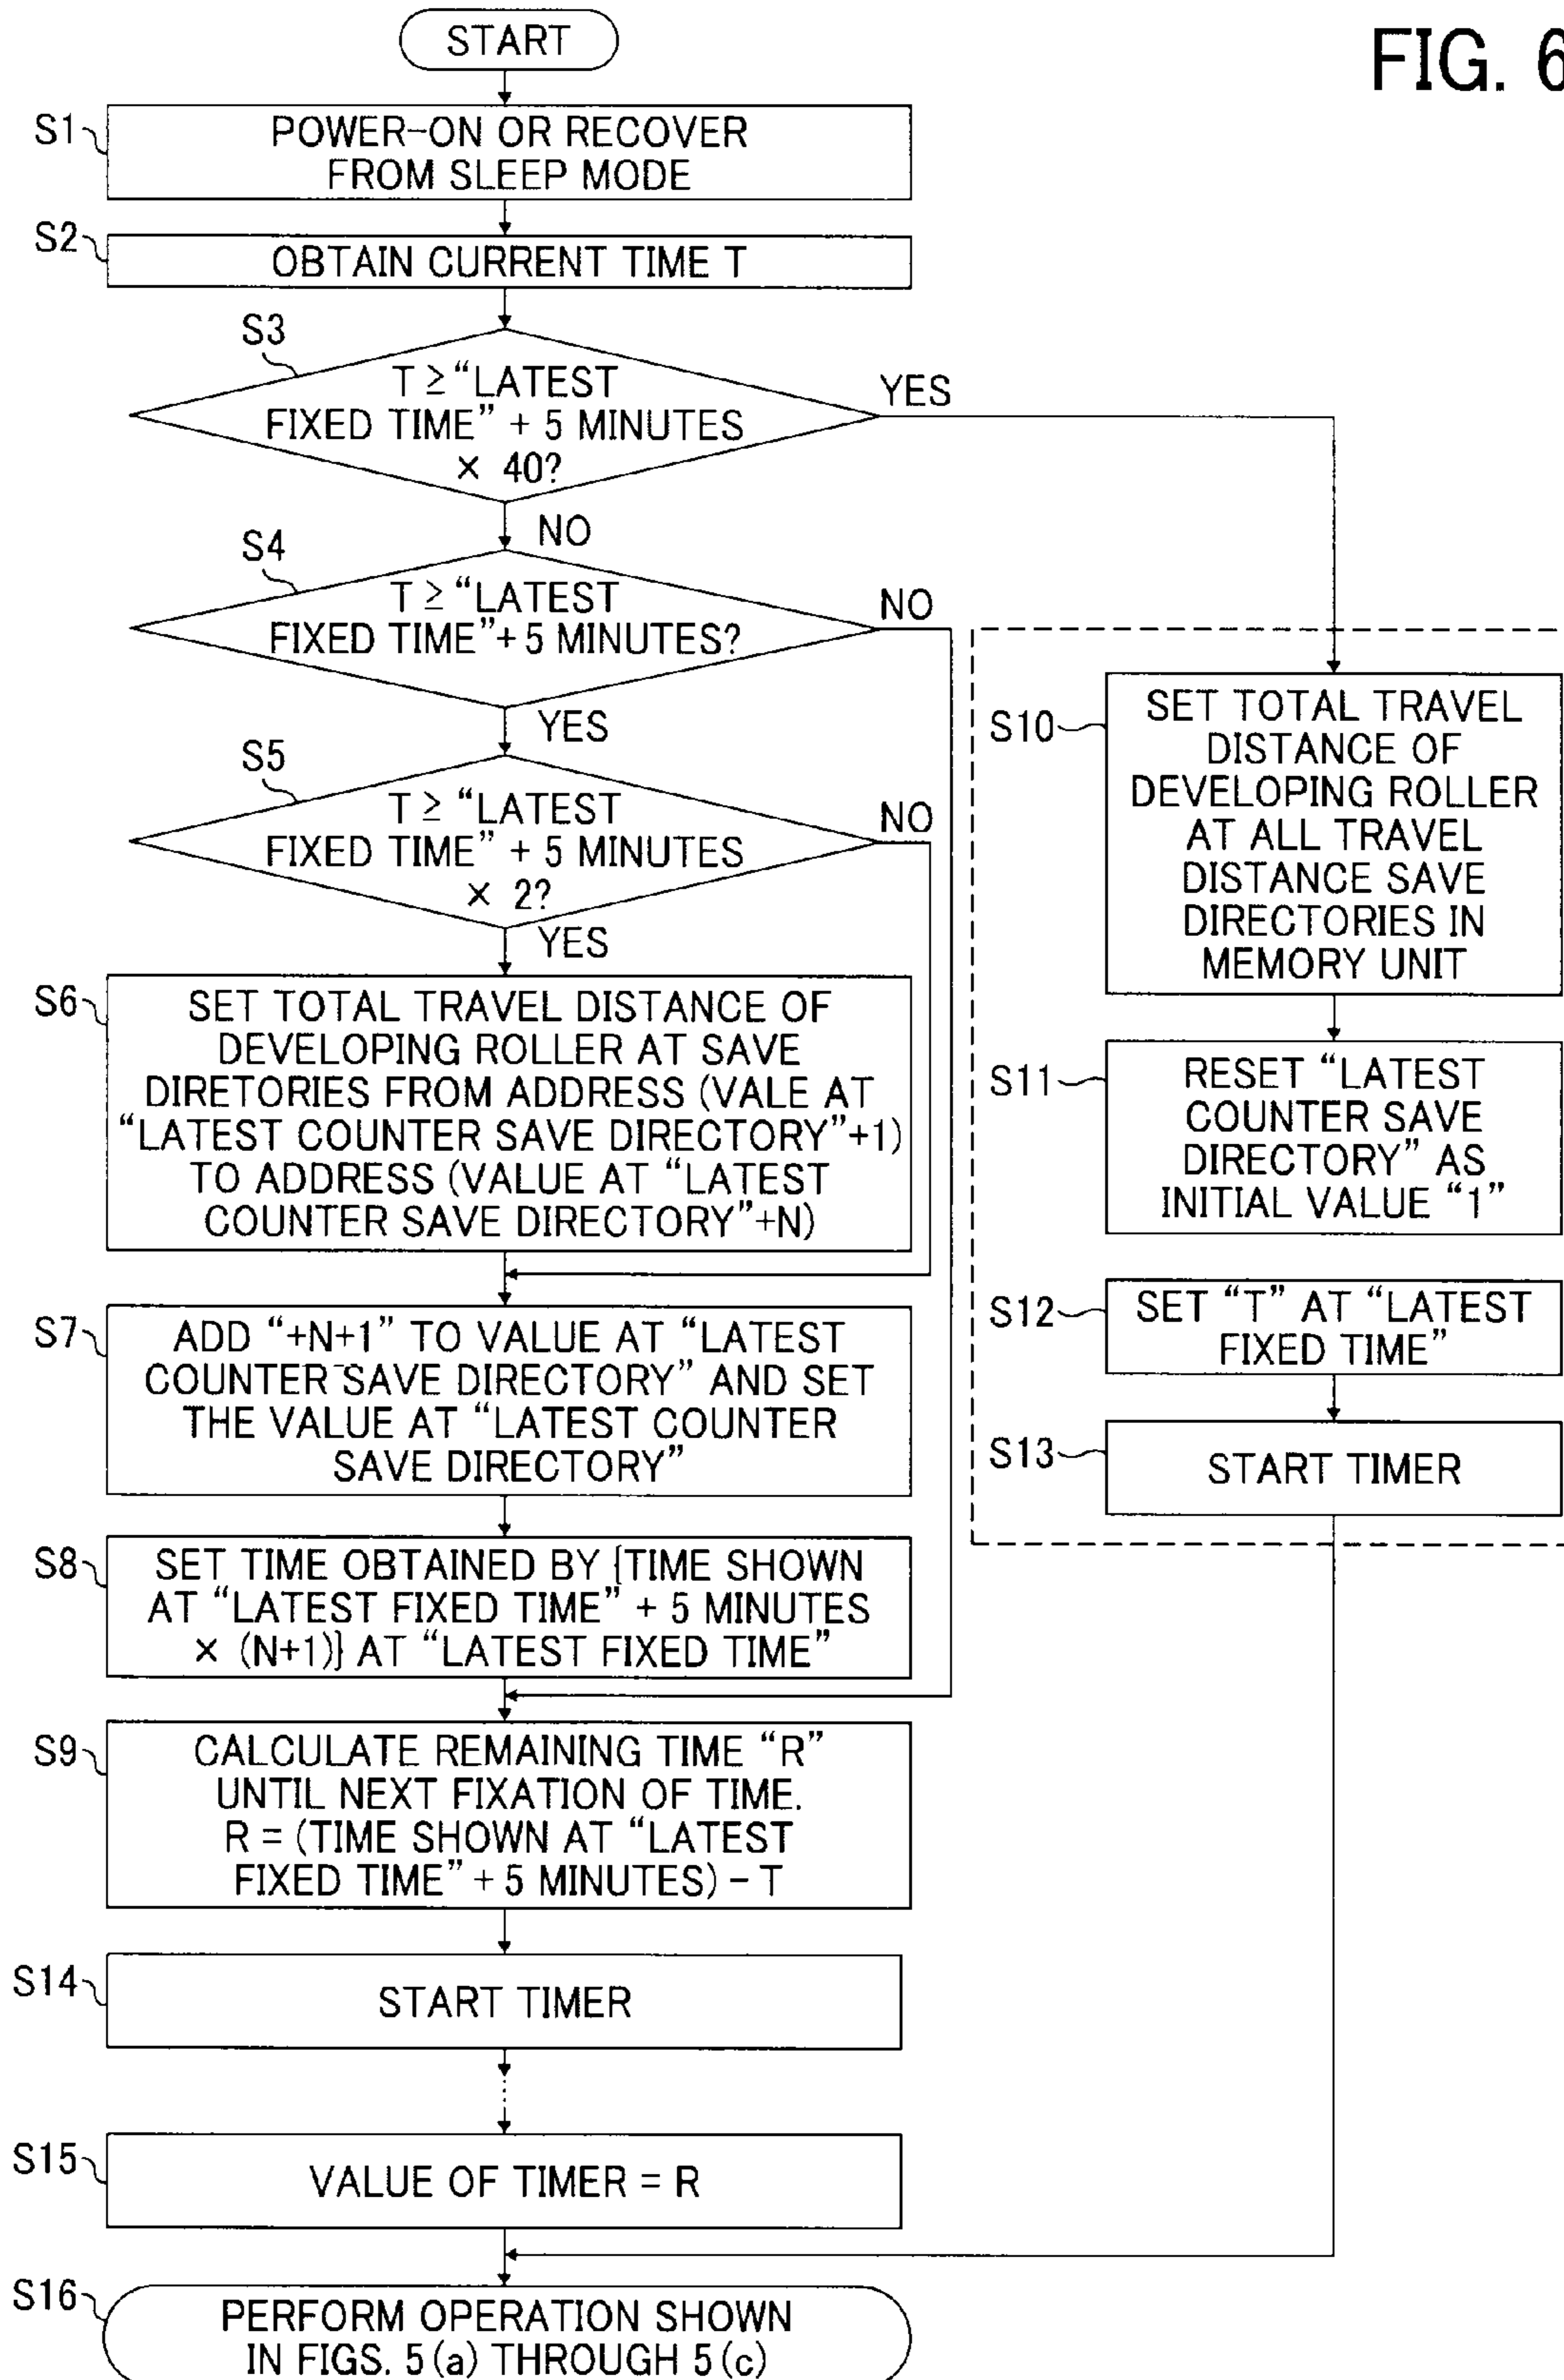 FIG. 6
START
S1
POWER-ON OR RECOVER
FROM SLEEP MODE
S2
OBTAIN CURRENT TIME T
S3
T ≥ “LATEST
FIXED TIME” + 5 MINUTES
× 40?
YES
NO
S4
T ≥ “LATEST
FIXED TIME”+5 MINUTES?
NO
YES
S5
T ≥ “LATEST
FIXED TIME” + 5 MINUTES
× 2?
NO
YES
S6
SET TOTAL TRAVEL DISTANCE OF
DEVELOPING ROLLER AT SAVE
DIRETORIES FROM ADDRESS (VALE AT
“LATEST COUNTER SAVE DIRECTORY”+1)
TO ADDRESS (VALUE AT “LATEST
COUNTER SAVE DIRECTORY”+N)
S7
ADD “+N+1” TO VALUE AT “LATEST
COUNTER SAVE DIRECTORY” AND SET
THE VALUE AT “LATEST COUNTER
SAVE DIRECTORY”
S8
SET TIME OBTAINED BY {TIME SHOWN
AT “LATEST FIXED TIME” + 5 MINUTES
× (N+1)} AT “LATEST FIXED TIME”
S9
CALCULATE REMAINING TIME “R”
UNTIL NEXT FIXATION OF TIME.
R = (TIME SHOWN AT “LATEST
FIXED TIME” + 5 MINUTES) − T
S10
SET TOTAL TRAVEL
DISTANCE OF
DEVELOPING ROLLER
AT ALL TRAVEL
DISTANCE SAVE
DIRECTORIES IN
MEMORY UNIT
S11
RESET “LATEST
COUNTER SAVE
DIRECTORY” AS
INITIAL VALUE “1”
S12
SET “T” AT “LATEST
FIXED TIME”
S13
START TIMER
S14
START TIMER
S15
VALUE OF TIMER = R
S16
PERFORM OPERATION SHOWN
IN FIGS. 5(a) THROUGH 5(c)